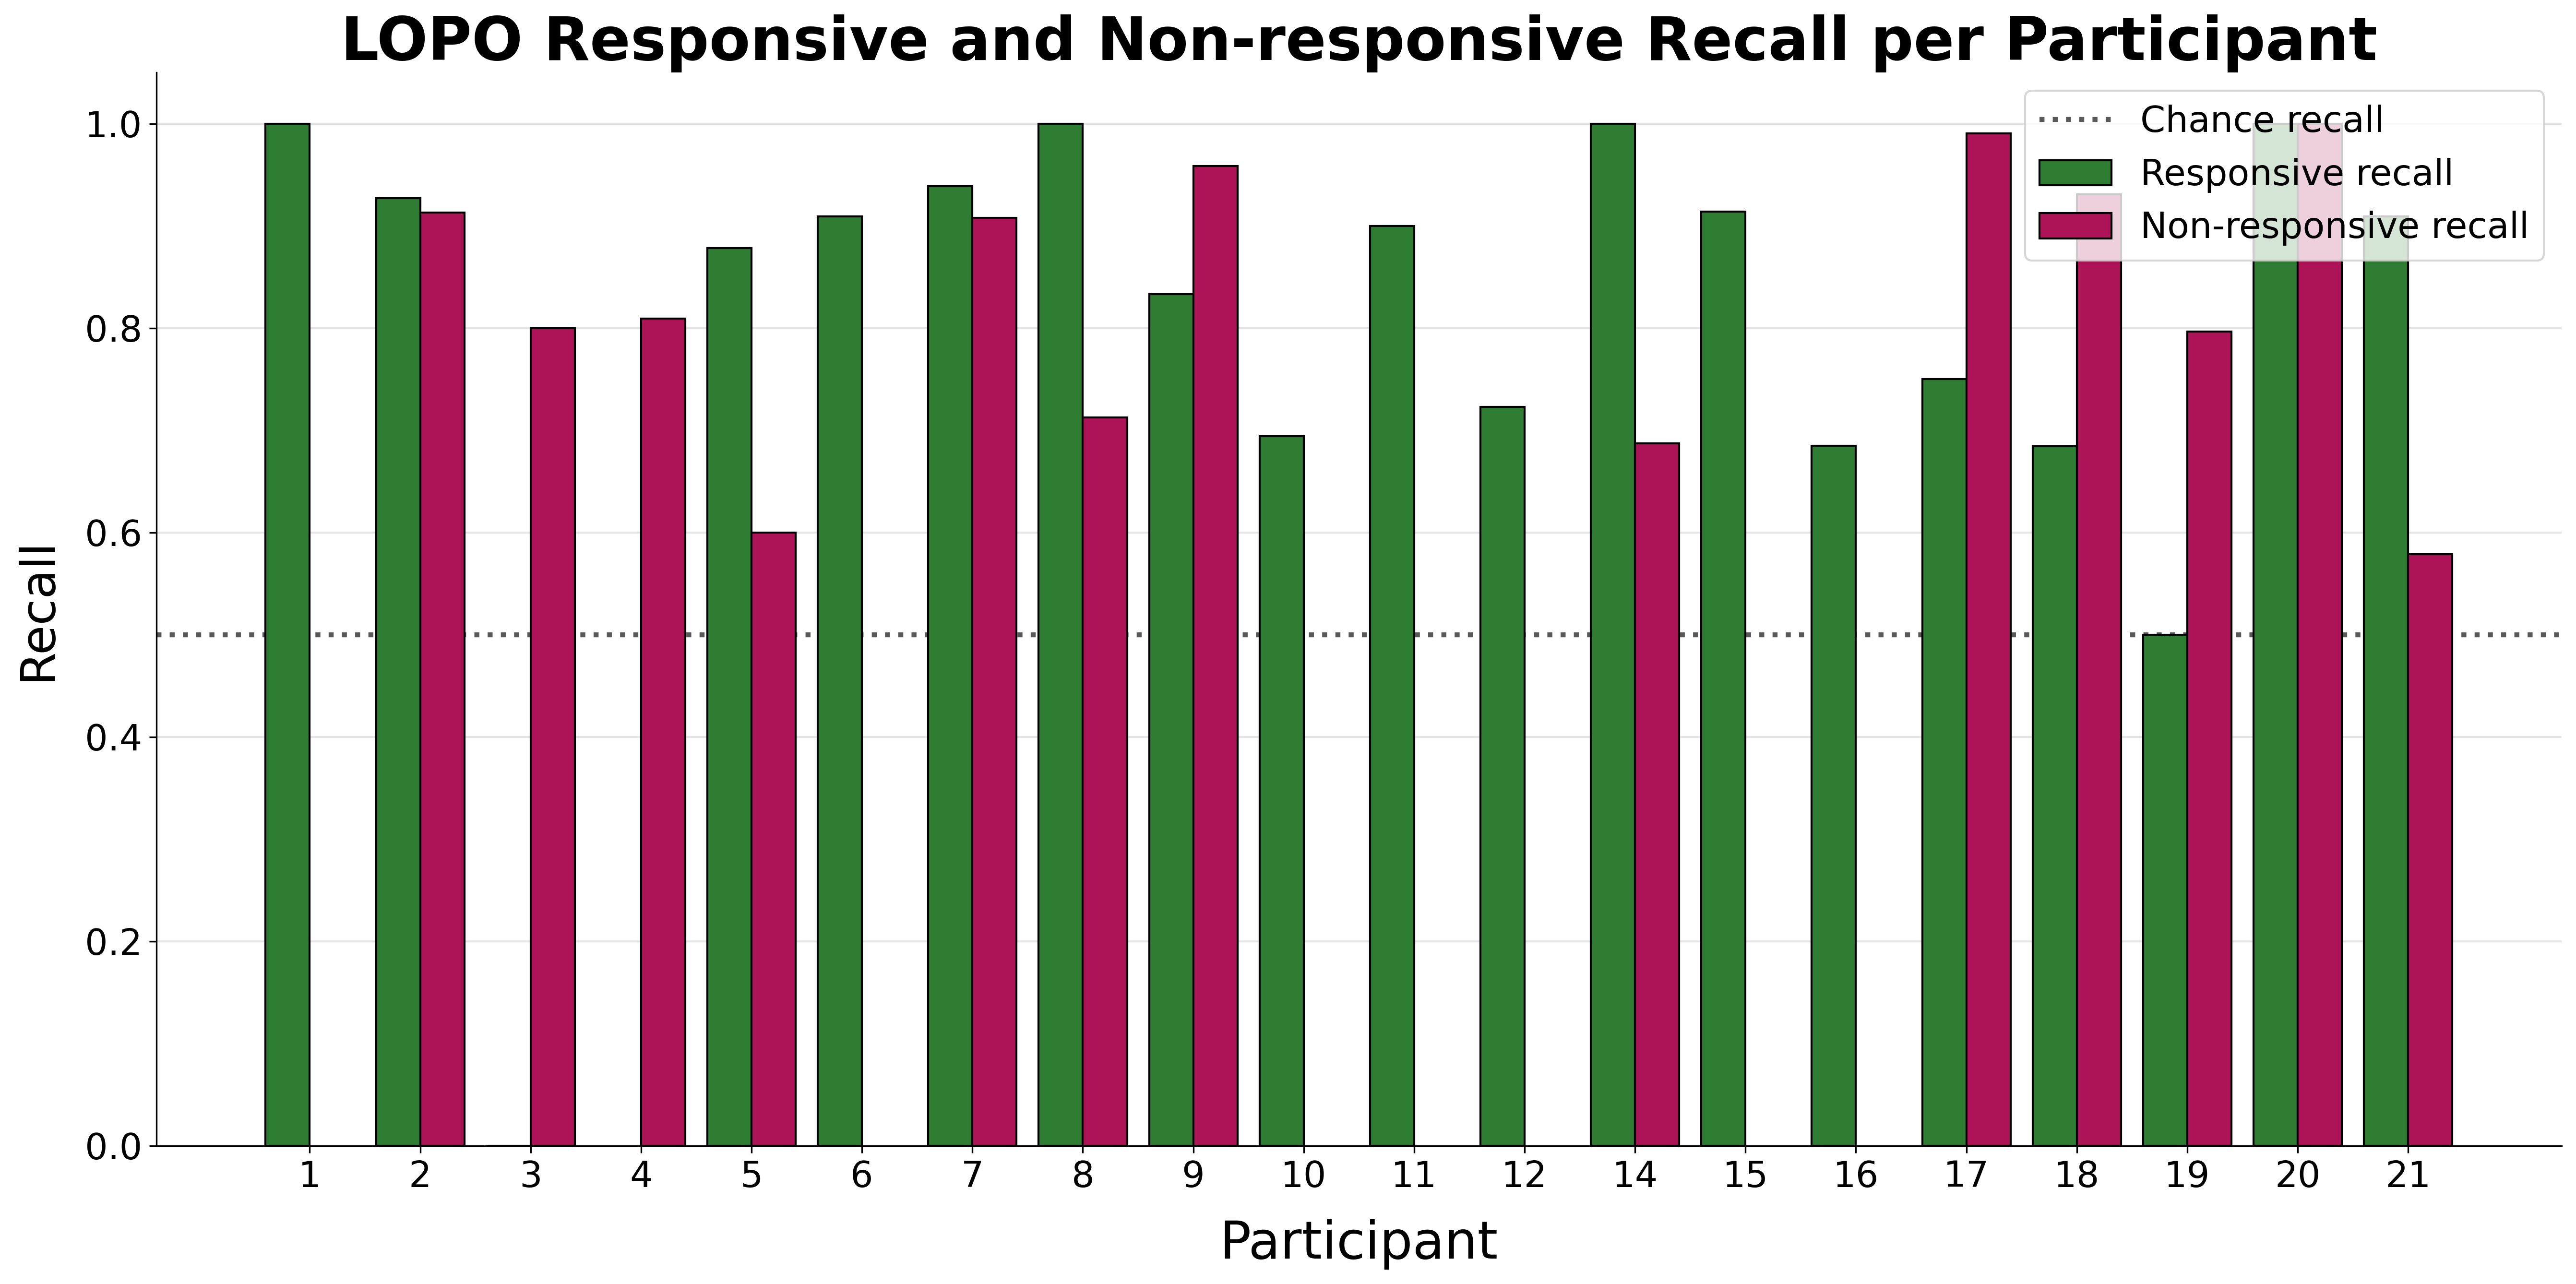 LOPO Responsive and Non-responsive Recall per Participant
Chance recall
Responsive recall
Non-responsive recall
1.0
0.8
0.6
0.4
0.2
0.0
Recall
1 2 3 4 5 6 7 8 9 10 11 12 14 15 16 17 18 19 20 21
Participant